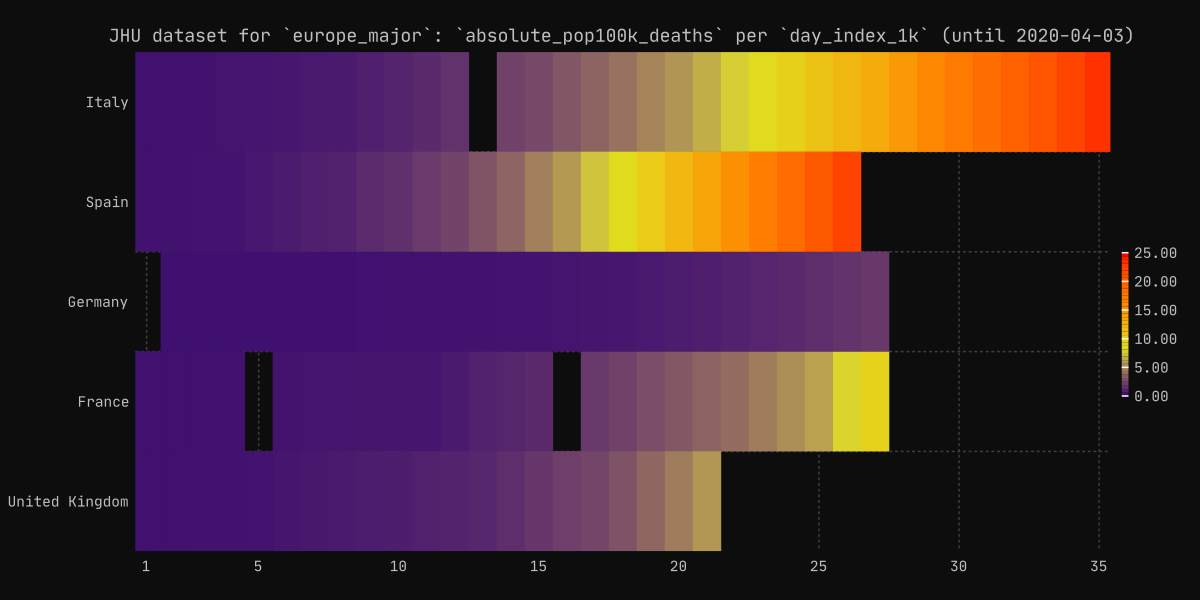 JHU dataset for `europe_major`: `absolute_pop100k_deaths` per `day_index_1k` (until 2020-04-03)
Italy
Spain
Germany
France
United Kingdom
25.00
20.00
15.00
10.00
5.00
0.00
1 5 10 15 20 25 30 35